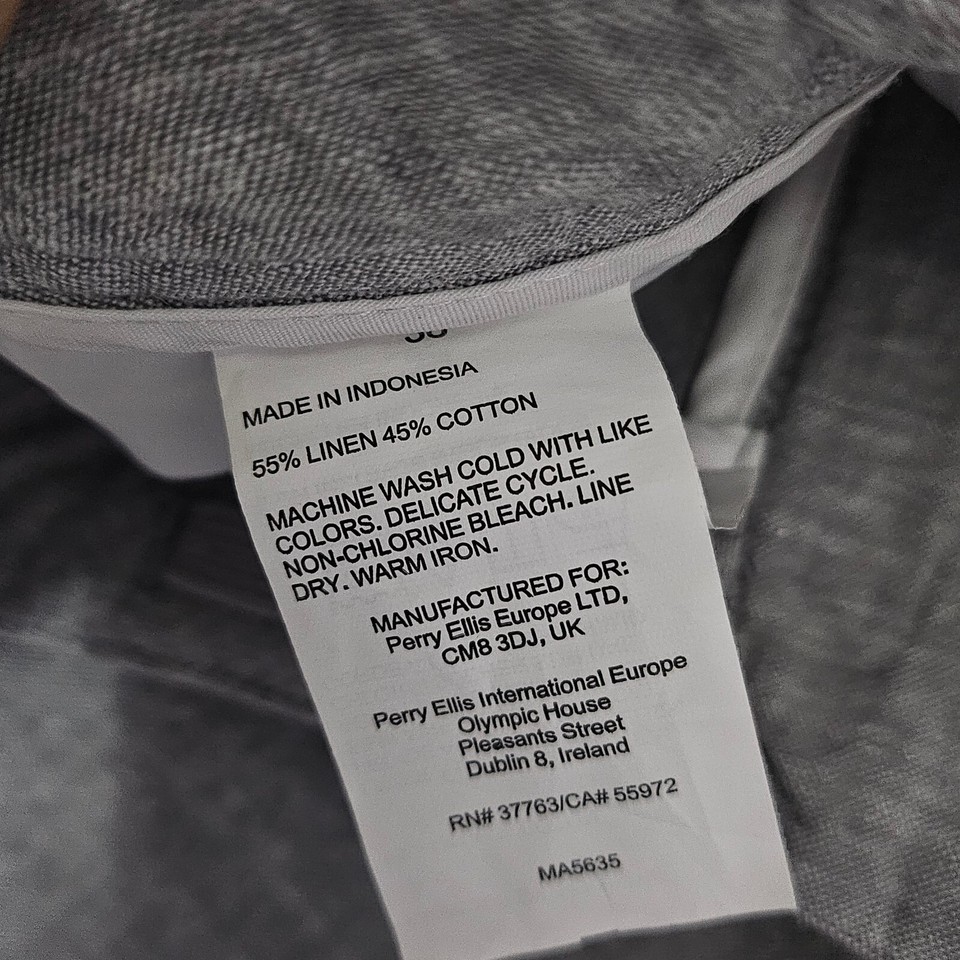 MADE IN INDONESIA
55% LINEN 45% COTTON
MACHINE WASH COLD WITH LIKE
COLORS. DELICATE CYCLE.
NON-CHLORINE BLEACH. LINE
DRY. WARM IRON.
MANUFACTURED FOR:
Perry Ellis Europe LTD,
CM8 3DJ, UK
Perry Ellis International Europe
Olympic House
Pleasants Street
Dublin 8, Ireland
RN# 37763/CA# 55972
MA5635